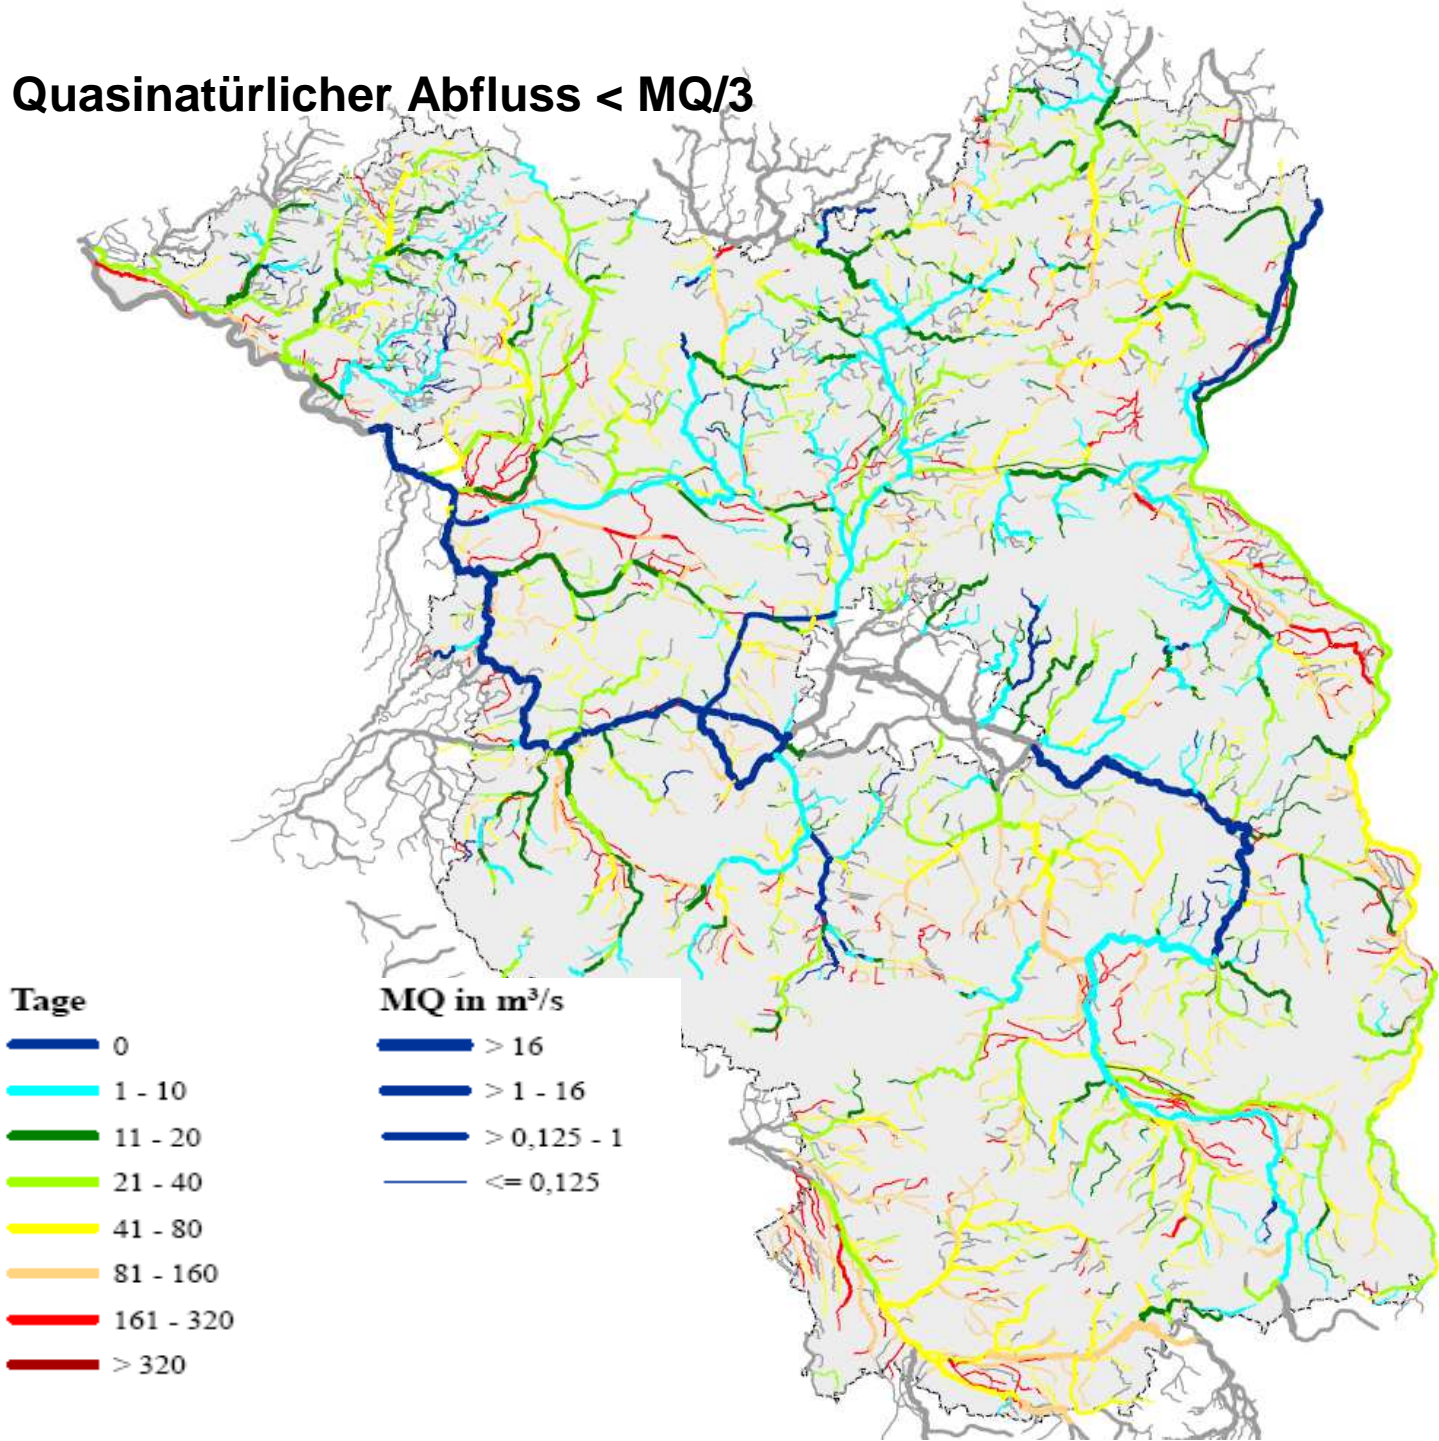 Quasinatürlicher Abfluss < MQ/3
Tage
0
1 - 10
11 - 20
21 - 40
41 - 80
81 - 160
161 - 320
> 320
MQ in m³/s
> 16
> 1 - 16
> 0,125 - 1
<= 0,125